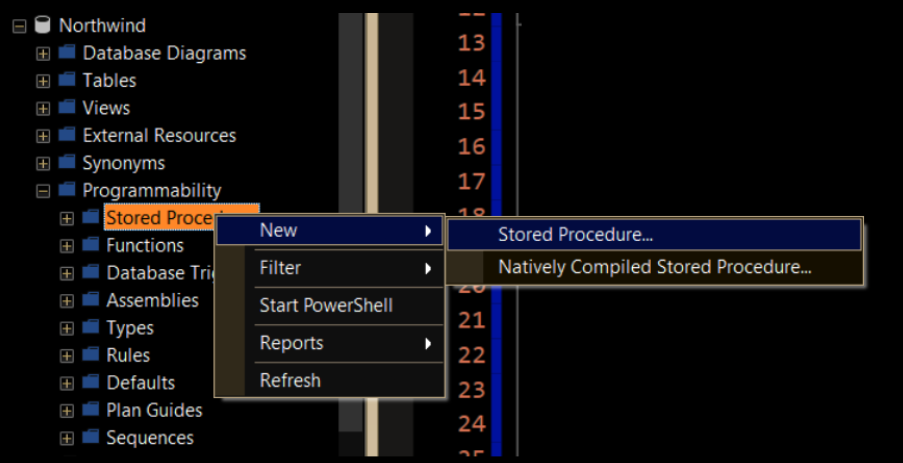 Northwind
Database Diagrams
Tables
Views
External Resources
Synonyms
Programmability
Stored
Functions
Database
Assemblies
Types
Rules
Defaults
Plan Guides
Sequences
New
Filter
Start PowerShell
Reports
Refresh
Stored Procedure...
Natively Compiled Stored Procedure...
13
14
15
16
17
21
22
23
24